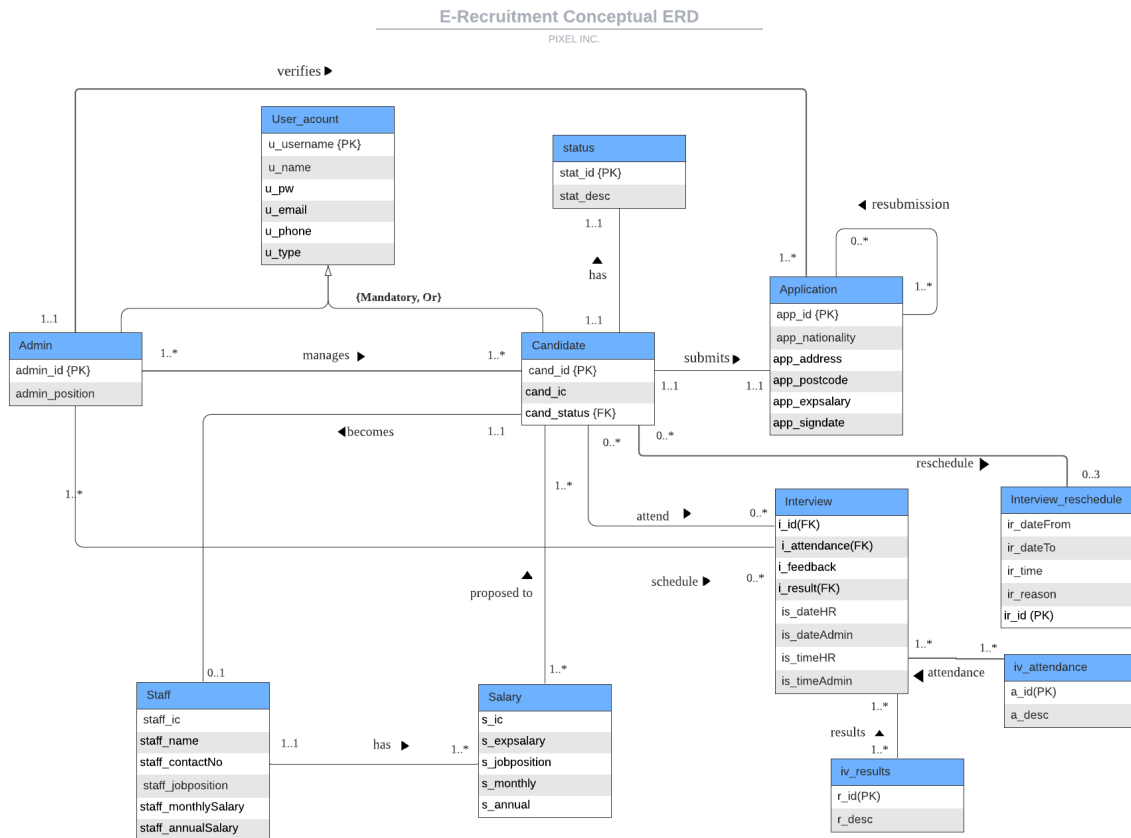 E-Recruitment Conceptual ERD
PIXEL INC.
verifies
User_acount
u_username {PK}
u_name
u_pw
u_email
u_phone
u_type
status
stat_id {PK}
stat_desc
1..1
has
1..1
resubmission
0..*
1..*
1..*
Application
app_id {PK}
app_nationality
app_address
app_postcode
app_expsalary
app_signdate
{Mandatory, Or}
1..1
Admin
admin_id {PK}
admin_position
1..*
manages
1..*
Candidate
cand_id {PK}
cand_ic
cand_status {FK}
submits
1..1
1..1
becomes
1..1
0..*
0..*
reschedule
0..3
1..*
1..*
attend
0..*
Interview
i_id(FK)
i_attendance(FK)
i_feedback
i_result(FK)
is_dateHR
is_dateAdmin
is_timeHR
is_timeAdmin
Interview_reschedule
ir_dateFrom
ir_dateTo
ir_time
ir_reason
ir_id (PK)
proposed to
schedule
0..*
1..*
1..*
attendance
iv_attendance
a_id(PK)
a_desc
0..1
1..*
Staff
staff_ic
staff_name
staff_contactNo
staff_jobposition
staff_monthlySalary
staff_annualSalary
1..1
has
1..*
Salary
s_ic
s_expsalary
s_jobposition
s_monthly
s_annual
1..*
results
1..*
iv_results
r_id(PK)
r_desc